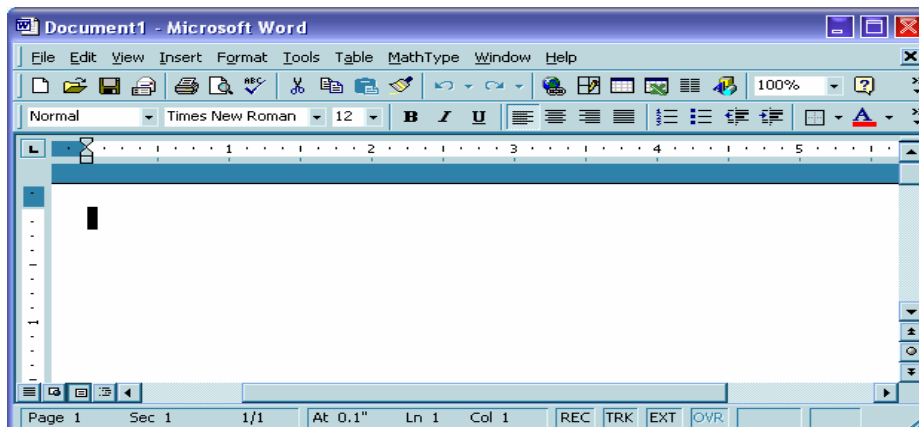 Document1 - Microsoft Word
File Edit View Insert Format Tools Table MathType Window Help
ABC 100%
Normal Times New Roman 12 B I U A
L 1 2 3 4 5
1
Page 1 Sec 1 1/1 At 0.1" Ln 1 Col 1 REC TRK EXT OVR